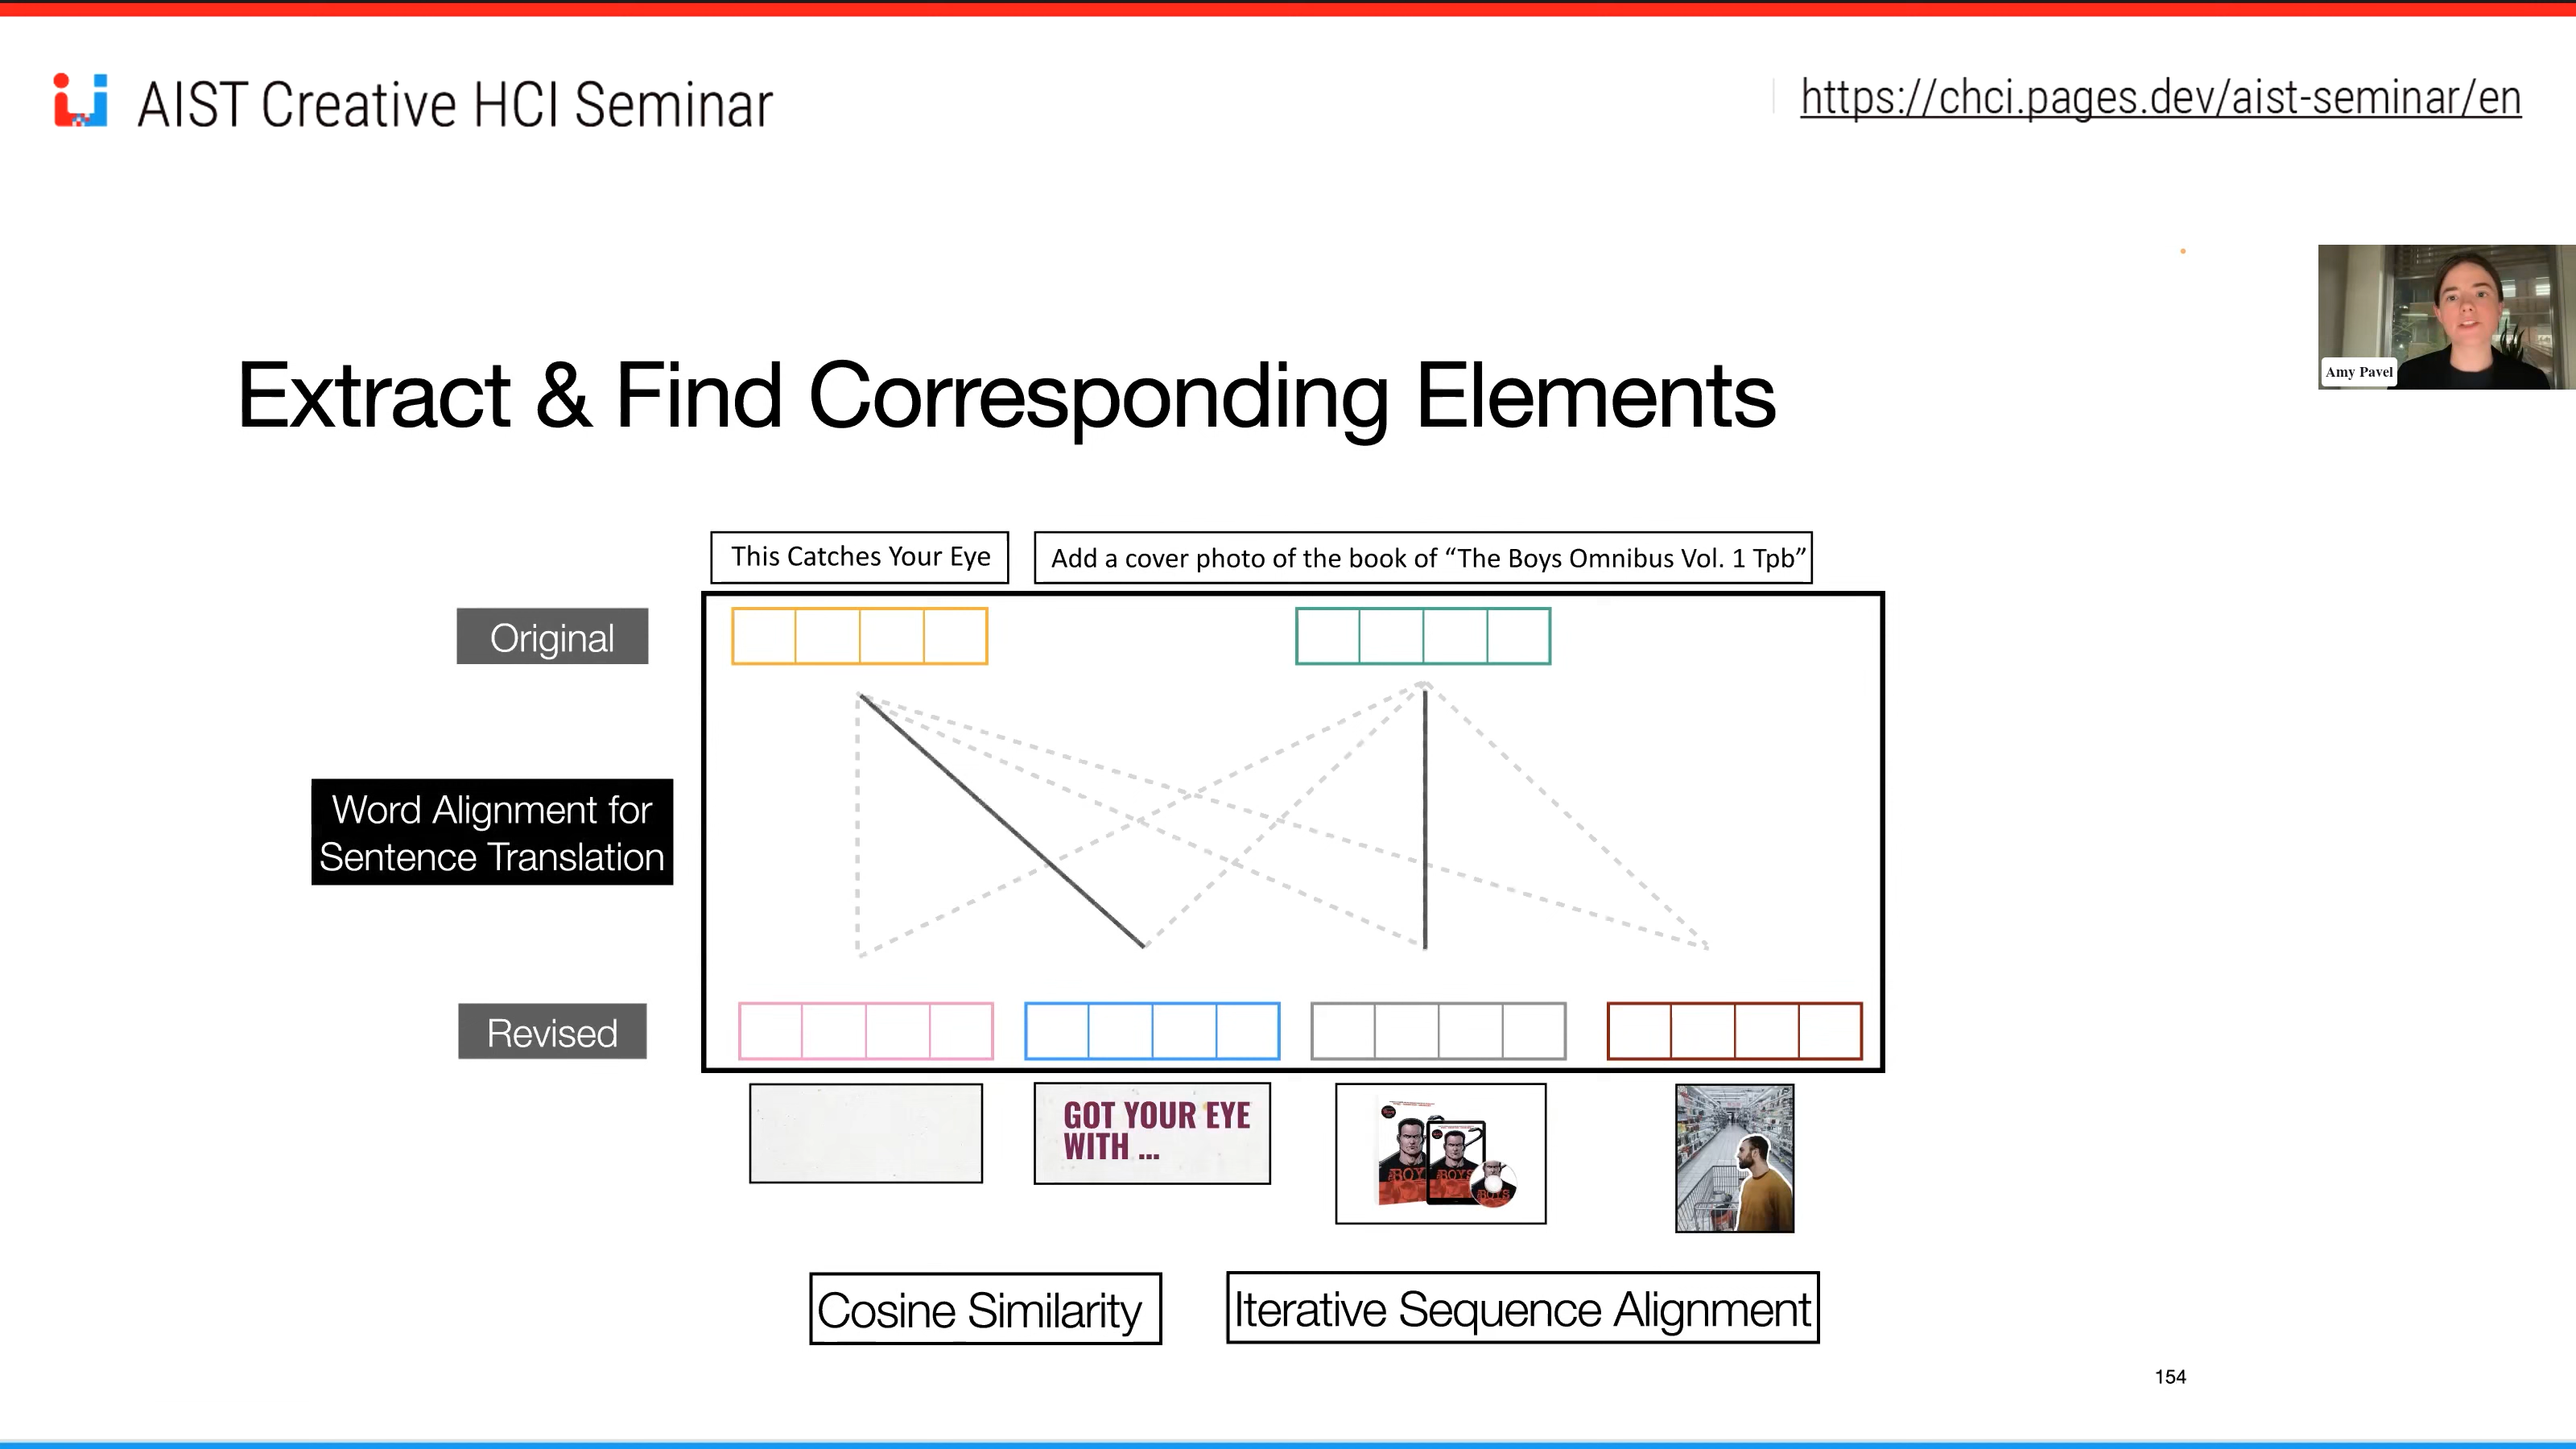 AIST Creative HCI Seminar
https://chci.pages.dev/aist-seminar/en
Amy Pavel
Extract & Find Corresponding Elements
This Catches Your Eye
Add a cover photo of the book of “The Boys Omnibus Vol. 1 Tpb”
Original
Word Alignment for
Sentence Translation
Revised
GOT YOUR EYE
WITH ...
BOYS
Cosine Similarity
Iterative Sequence Alignment
154